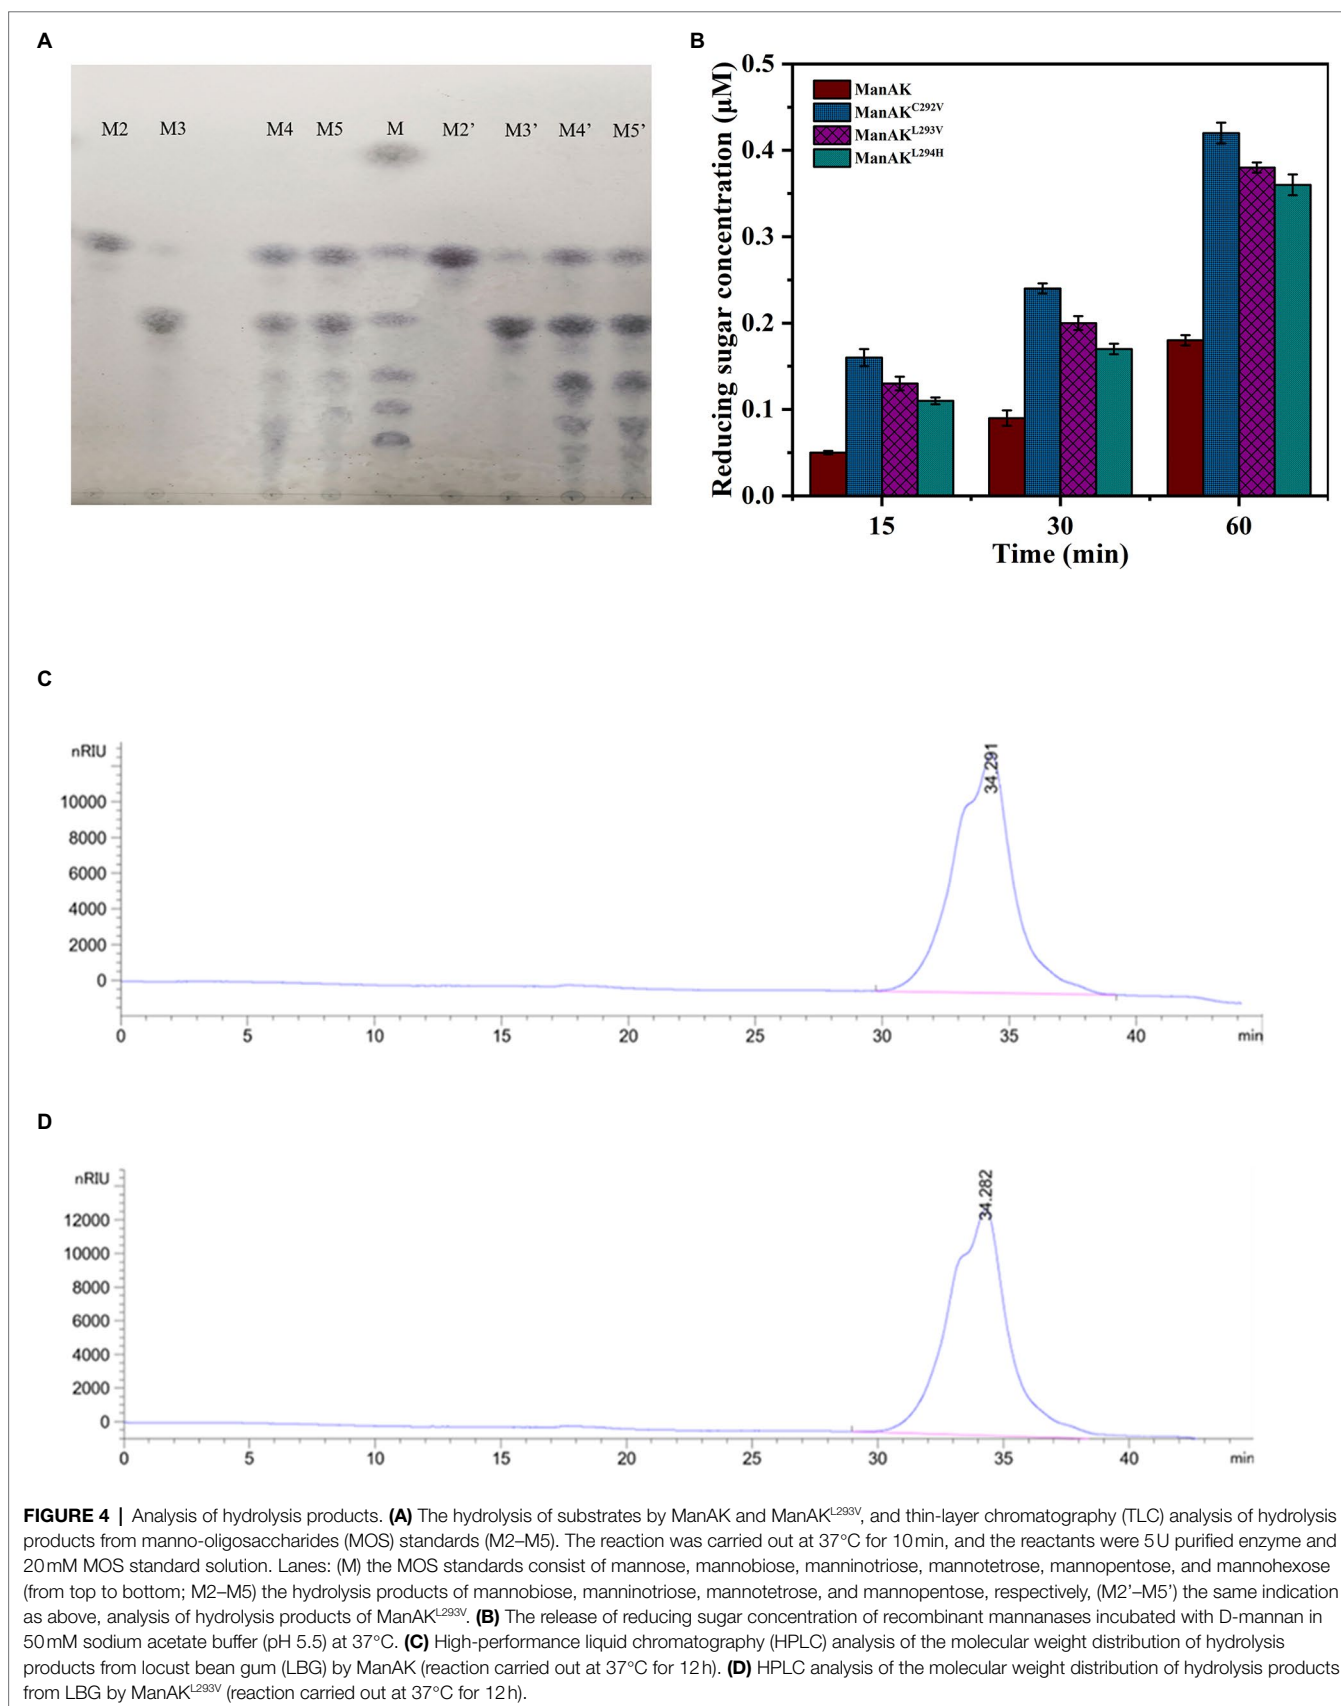 A
M2 M3 M4 M5 M M2’ M3’ M4’ M5’
B
Reducing sugar concentration (μM)
0.5
0.4
0.3
0.2
0.1
0.0
ManAK
ManAK^C292V
ManAK^L293V
ManAK^L294H
15 30 60
Time (min)
C
nRIU
10000
8000
6000
4000
2000
0
34.291
0 5 10 15 20 25 30 35 40 min
D
nRIU
12000
10000
8000
6000
4000
2000
0
34.282
0 5 10 15 20 25 30 35 40 min
FIGURE 4 | Analysis of hydrolysis products. (A) The hydrolysis of substrates by ManAK and ManAK^L293V, and thin-layer chromatography (TLC) analysis of hydrolysis
products from manno-oligosaccharides (MOS) standards (M2–M5). The reaction was carried out at 37°C for 10 min, and the reactants were 5 U purified enzyme and
20 mM MOS standard solution. Lanes: (M) the MOS standards consist of mannose, mannobiose, manninotriose, mannotetrose, mannopentose, and mannohexose
(from top to bottom; M2–M5) the hydrolysis products of mannobiose, manninotriose, mannotetrose, and mannopentose, respectively, (M2’–M5’) the same indication
as above, analysis of hydrolysis products of ManAK^L293V. (B) The release of reducing sugar concentration of recombinant mannanases incubated with D-mannan in
50 mM sodium acetate buffer (pH 5.5) at 37°C. (C) High-performance liquid chromatography (HPLC) analysis of the molecular weight distribution of hydrolysis
products from locust bean gum (LBG) by ManAK (reaction carried out at 37°C for 12 h). (D) HPLC analysis of the molecular weight distribution of hydrolysis products
from LBG by ManAK^L293V (reaction carried out at 37°C for 12 h).